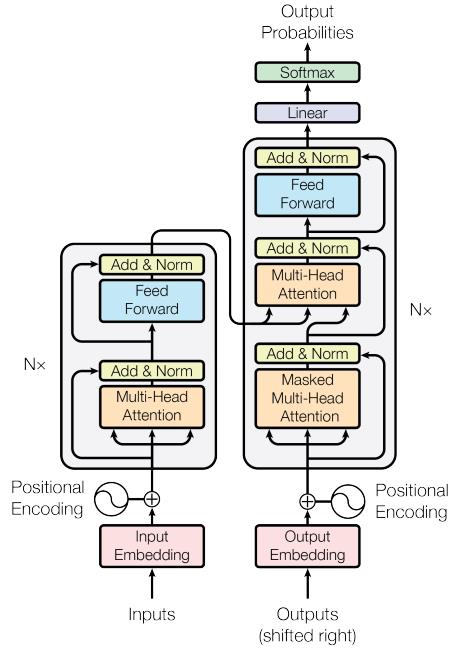 Output
Probabilities
Softmax
Linear
Add & Norm
Feed
Forward
Add & Norm
Multi-Head
Attention
Add & Norm
Masked
Multi-Head
Attention
N×
Add & Norm
Feed
Forward
Add & Norm
Multi-Head
Attention
N×
Positional
Encoding
Positional
Encoding
Input
Embedding
Output
Embedding
Inputs
Outputs
(shifted right)